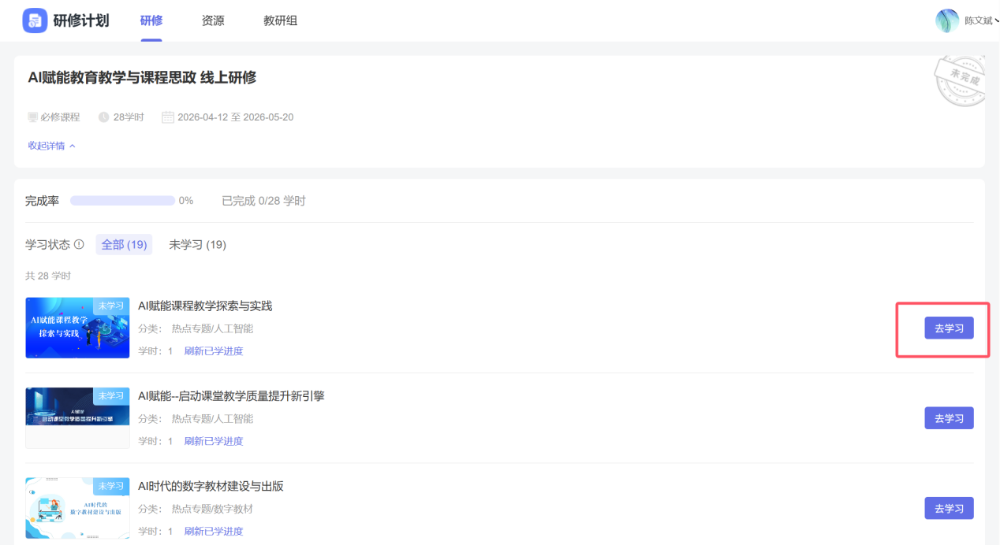 研修计划
研修
资源
教研组
陈文斌
AI赋能教育教学与课程思政 线上研修
未完成
必修课程
28学时
2026-04-12 至 2026-05-20
收起详情
完成率
0%
已完成 0/28 学时
学习状态
全部 (19)
未学习 (19)
共 28 学时
未学习
AI赋能课程教学
探索与实践
AI赋能课程教学探索与实践
分类： 热点专题/人工智能
学时：1 刷新已学进度
去学习
未学习
AI赋能
启动课堂教学质量提升新引擎
AI赋能--启动课堂教学质量提升新引擎
分类： 热点专题/人工智能
学时：1 刷新已学进度
去学习
未学习
AI时代的
数字教材建设与出版
AI时代的数字教材建设与出版
分类： 热点专题/数字教材
学时：1 刷新已学进度
去学习